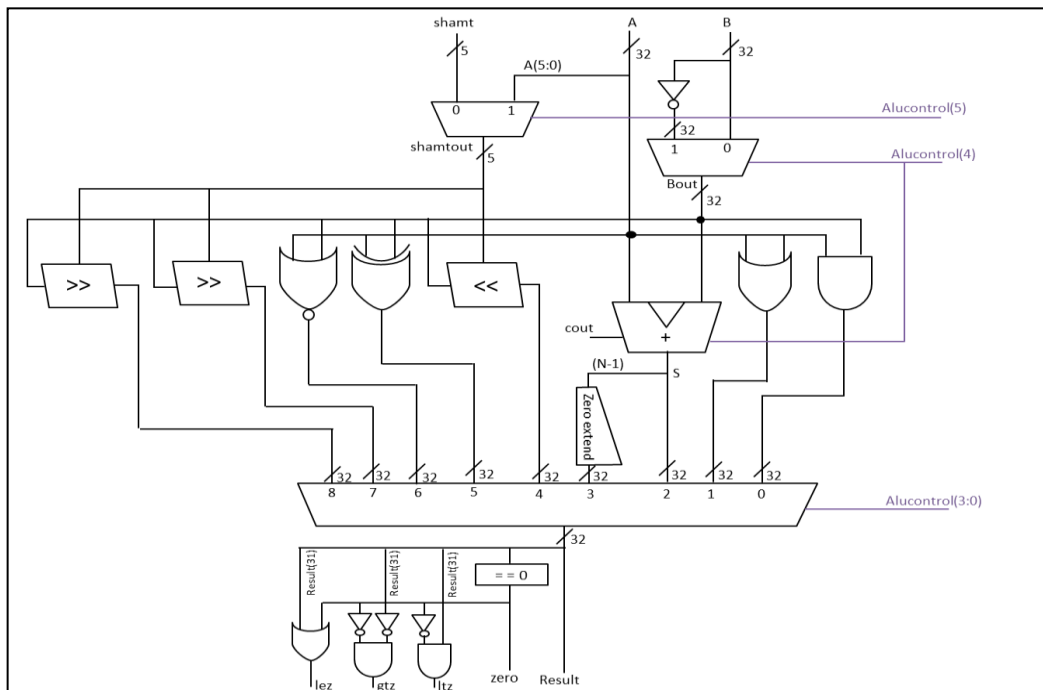 shamt
A
B
5
32
32
A(5:0)
0
1
Alucontrol(5)
32
1
0
shamtout
5
Alucontrol(4)
Bout
32
>>
>>
<<
cout
+
(N-1)
S
Zero extend
32
32
32
32
32
32
32
32
32
8
7
6
5
4
3
2
1
0
Alucontrol(3:0)
32
Result(31)
Result(31)
Result(31)
= = 0
lez
gtz
ltz
zero
Result